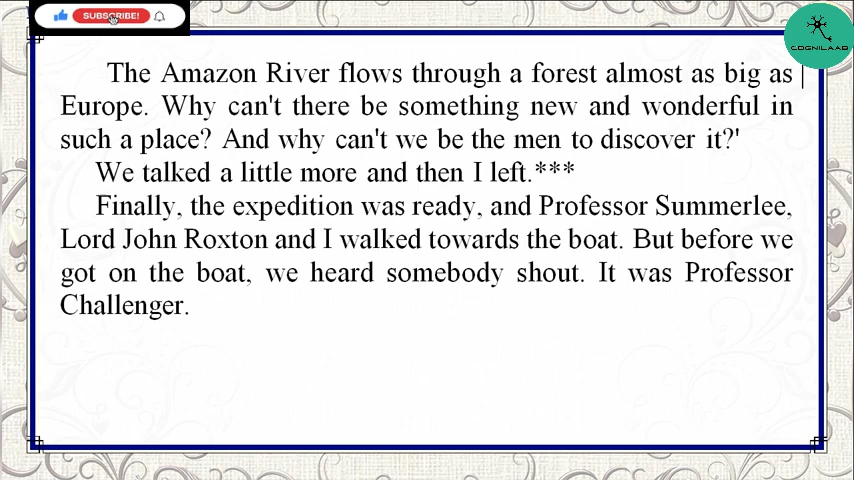 SUBSCRIBE!
COGNILAAB
The Amazon River flows through a forest almost as big as
Europe. Why can't there be something new and wonderful in
such a place? And why can't we be the men to discover it?'
We talked a little more and then I left.***
Finally, the expedition was ready, and Professor Summerlee,
Lord John Roxton and I walked towards the boat. But before we
got on the boat, we heard somebody shout. It was Professor
Challenger.